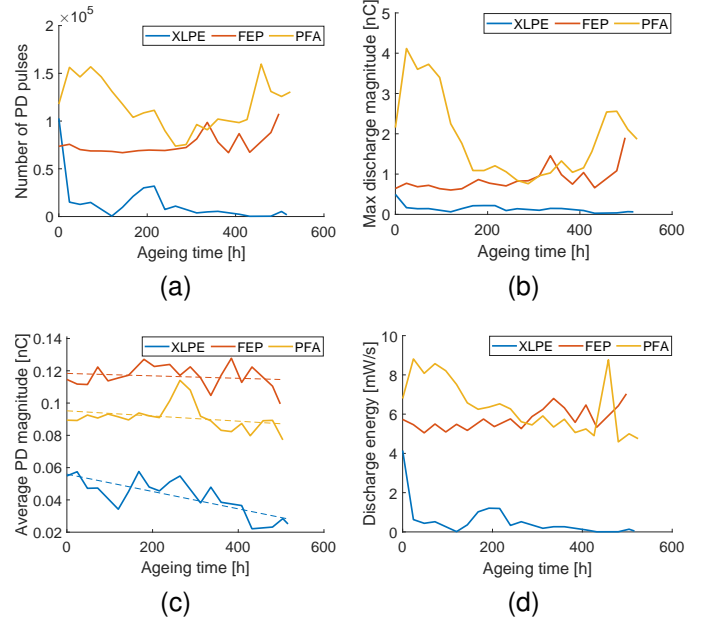 ×10⁵
XLPE FEP PFA
2
1.5
1
0.5
0
Number of PD pulses
0 200 400 600
Ageing time [h]
(a)
XLPE FEP PFA
5
4
3
2
1
0
Max discharge magnitude [nC]
0 200 400 600
Ageing time [h]
(b)
XLPE FEP PFA
0.14
0.12
0.1
0.08
0.06
0.04
0.02
Average PD magnitude [nC]
0 200 400 600
Ageing time [h]
(c)
XLPE FEP PFA
10
8
6
4
2
0
Discharge energy [mW/s]
0 200 400 600
Ageing time [h]
(d)